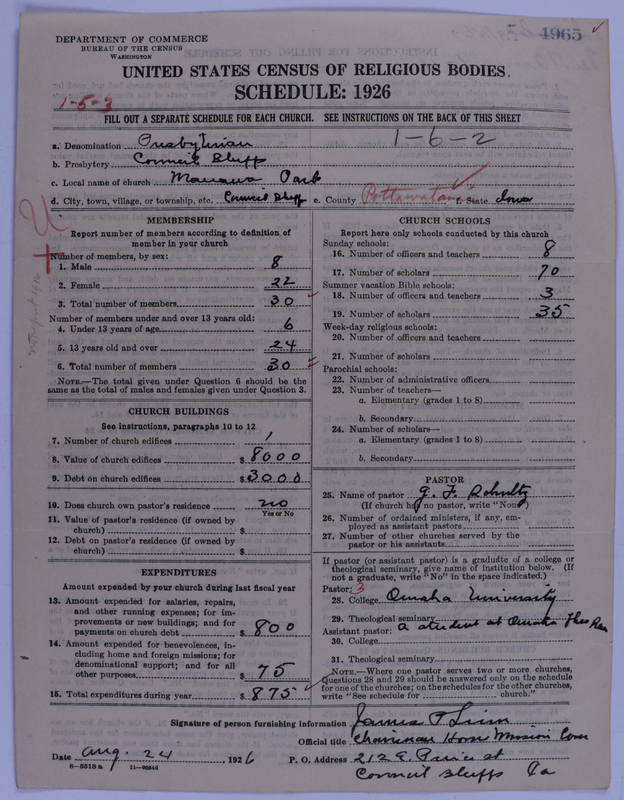 4965
DEPARTMENT OF COMMERCE
BUREAU OF THE CENSUS
WASHINGTON
UNITED STATES CENSUS OF RELIGIOUS BODIES
SCHEDULE: 1926
1-5-3
FILL OUT A SEPARATE SCHEDULE FOR EACH CHURCH. SEE INSTRUCTIONS ON THE BACK OF THIS SHEET
1-6-2
a. Denomination Presbyterian
b. Presbytery Council Bluffs
c. Local name of church Manawa Park
d. City, town, village, or township, etc. Council Bluff e. County Pottawatamie f. State Iowa
MEMBERSHIP
Report number of members according to definition of
member in your church
Number of members, by sex:
1. Male 8
2. Female 22
3. Total number of members 30
Number of members under and over 13 years old:
4. Under 13 years of age 6
5. 13 years old and over 24
6. Total number of members 30
NOTE.—The total given under Question 6 should be the
same as the total of males and females given under Question 3.
CHURCH BUILDINGS
See instructions, paragraphs 10 to 12
7. Number of church edifices 1
8. Value of church edifices $8000
9. Debt on church edifices $3000
10. Does church own pastor's residence no
Yes or No
11. Value of pastor's residence (if owned by
church) $
12. Debt on pastor's residence (if owned by
church) $
EXPENDITURES
Amount expended by your church during last fiscal year
13. Amount expended for salaries, repairs,
and other running expenses; for im-
provements or new buildings; and for
payments on church debt $800
14. Amount expended for benevolences, in-
cluding home and foreign missions; for
denominational support; and for all
other purposes $75
15. Total expenditures during year $875
CHURCH SCHOOLS
Report here only schools conducted by this church
Sunday schools:
16. Number of officers and teachers 8
17. Number of scholars 70
Summer vacation Bible schools:
18. Number of officers and teachers 3
19. Number of scholars 35
Week-day religious schools:
20. Number of officers and teachers
21. Number of scholars
Parochial schools:
22. Number of administrative officers
23. Number of teachers—
a. Elementary (grades 1 to 8)
b. Secondary
24. Number of scholars—
a. Elementary (grades 1 to 8)
b. Secondary
PASTOR
25. Name of pastor G. F. Schultz
(If church has no pastor, write "None")
26. Number of ordained ministers, if any, em-
ployed as assistant pastors
27. Number of other churches served by the
pastor or his assistants
If pastor (or assistant pastor) is a graduate of a college or
theological seminary, give name of institution below. (If
not a graduate, write "No" in the space indicated.)
Pastor: 3
28. College Omaha University
29. Theological seminary a student at Omaha Theo
Assistant pastor:
30. College
31. Theological seminary
NOTE.—Where one pastor serves two or more churches,
Questions 28 and 29 should be answered only on the schedule
for one of the churches; on the schedules for the other churches,
write "See schedule for church."
Signature of person furnishing information James
Official title Chairman Home Mission Com
Date Aug. 24, 1926 P. O. Address 212 E. Pierce st
8—5518 a 11—9264d Council Bluffs Ia